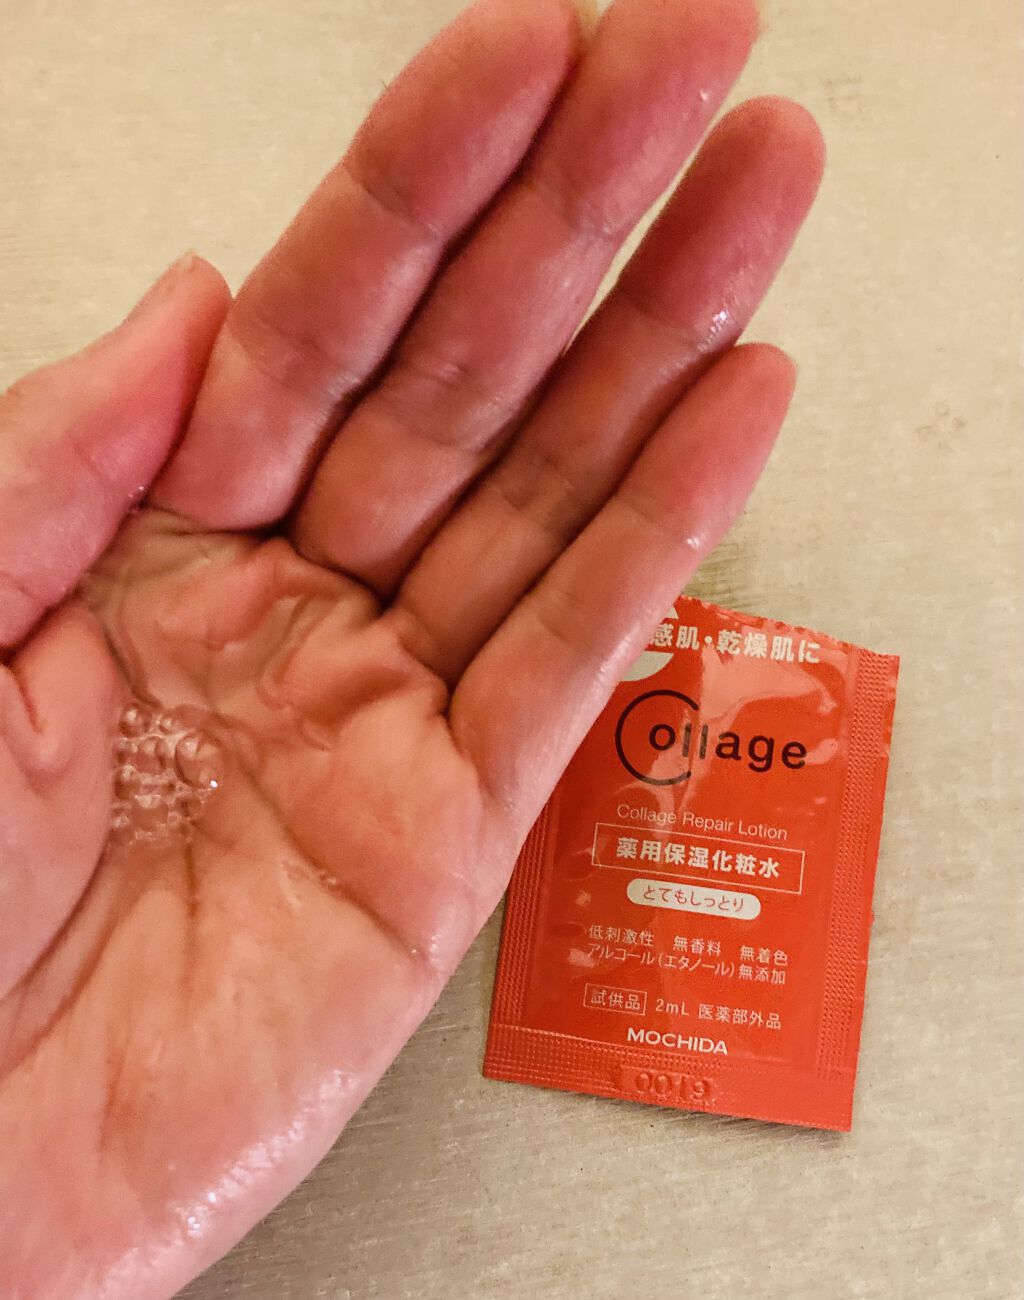 感肌・乾燥肌に
Collage
Collage Repair Lotion
薬用保湿化粧水
とてもしっとり
低刺激性 無香料 無着色
アルコール(エタノール)無添加
試供品 2mL 医薬部外品
MOCHIDA